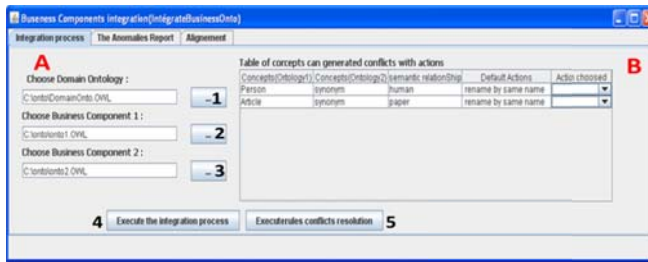 Buseness Components integration(IntégrateBusinessOnto)
Integration process The Anomalies Report Alignement
A
Choose Domain Ontology :
C:\onto\DomainOnto.OWL
... 1
Choose Business Component 1 :
C:\onto\onto1.OWL
... 2
Choose Business Component 2 :
C:\onto\onto2.OWL
... 3
Table of corcepts can generated conflicts with actions
B
Concepts(Ortology1) Concepts(Ontology2) semantic relationShip Default Actions Actio choosed
Person synonym human rename by same name
Article synonym paper rename by same name
4 Execute the integration process Executerules conflicts resolution 5